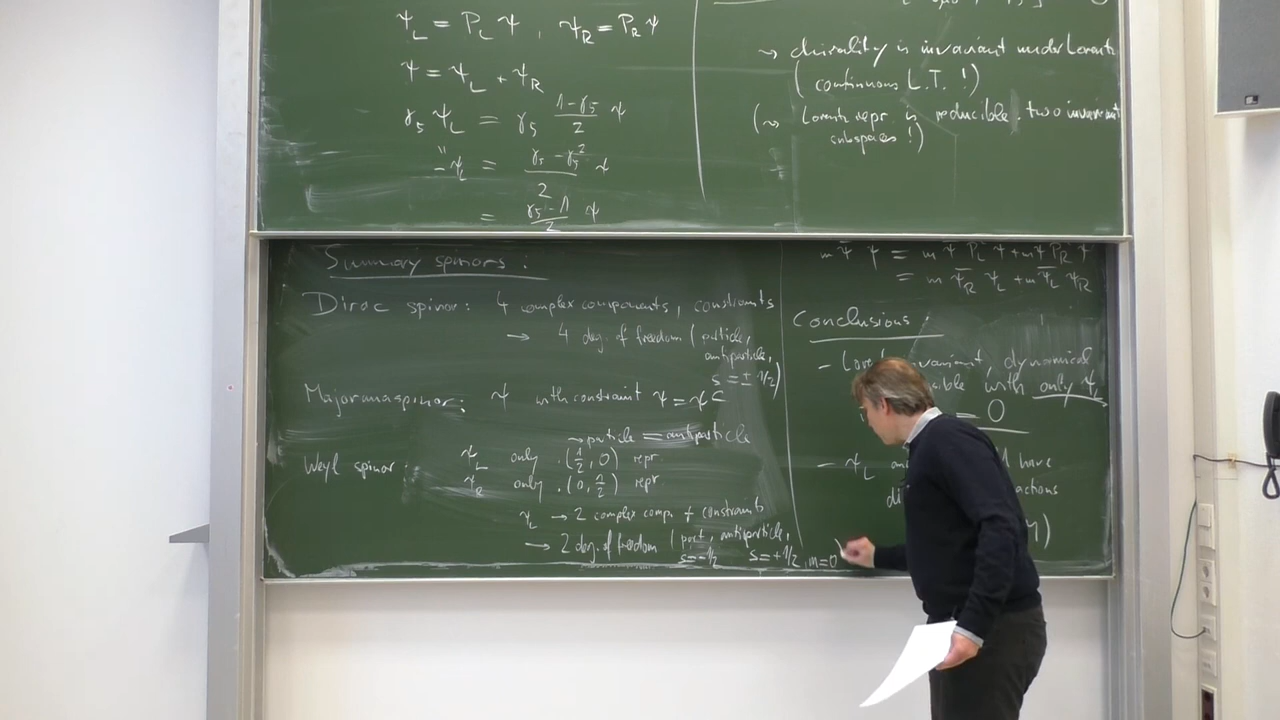 ψ_L = P_L ψ , ψ_R = P_R ψ
ψ = ψ_L + ψ_R
γ_5 ψ_L = γ_5 (1-γ_5)/2 ψ
" -ψ_L = (γ_5 - γ_5^2)/2 ψ
= (γ_5 - 1)/2 ψ
⤳ chirality is invariant under Lorentz
(continuous L.T. !)
(⤳ Lorentz repr is reducible. two invariant
subspaces !)
Summary spinors :
Dirac spinor: 4 complex components, constraints
→ 4 deg. of freedom (particle,
antiparticle,
s = ± 1/2)
Majorana spinor: ψ with constraint ψ = ψ^C
→ particle = antiparticle
Weyl spinor: ψ_L only (1/2, 0) repr.
ψ_R only (0, 1/2) repr
ψ_L → 2 complex comp. + constraints
→ 2 deg. of freedom (part., antiparticle,
s=-1/2 s=+1/2, m=0
m ψ̄ ψ = m ψ̄ P_L ψ + m ψ̄ P_R ψ
= m ψ̄_R ψ_L + m ψ̄_L ψ_R
Conclusions :
- invariant, dynamical
with only ψ_L
= 0
- ψ_L have